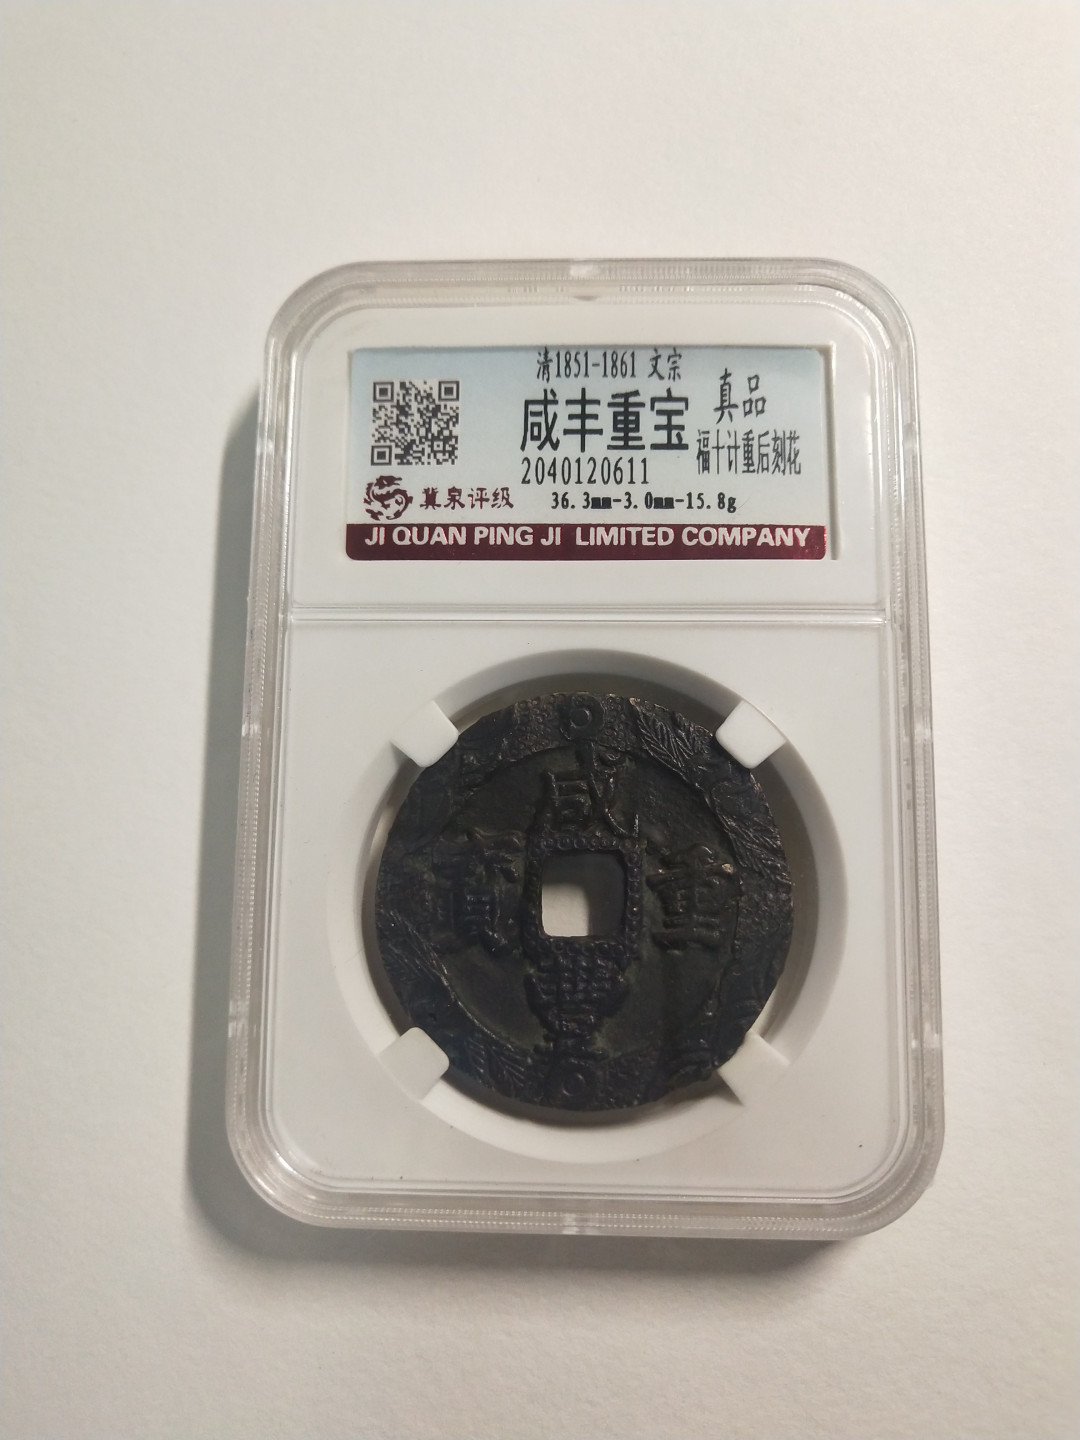 清1851-1861 文宗
咸丰重宝
真品
福十计重后刻花
2040120611
36.3mm-3.0mm-15.8g
冀泉评级
JI QUAN PING JI LIMITED COMPANY
咸
重
寶
豐